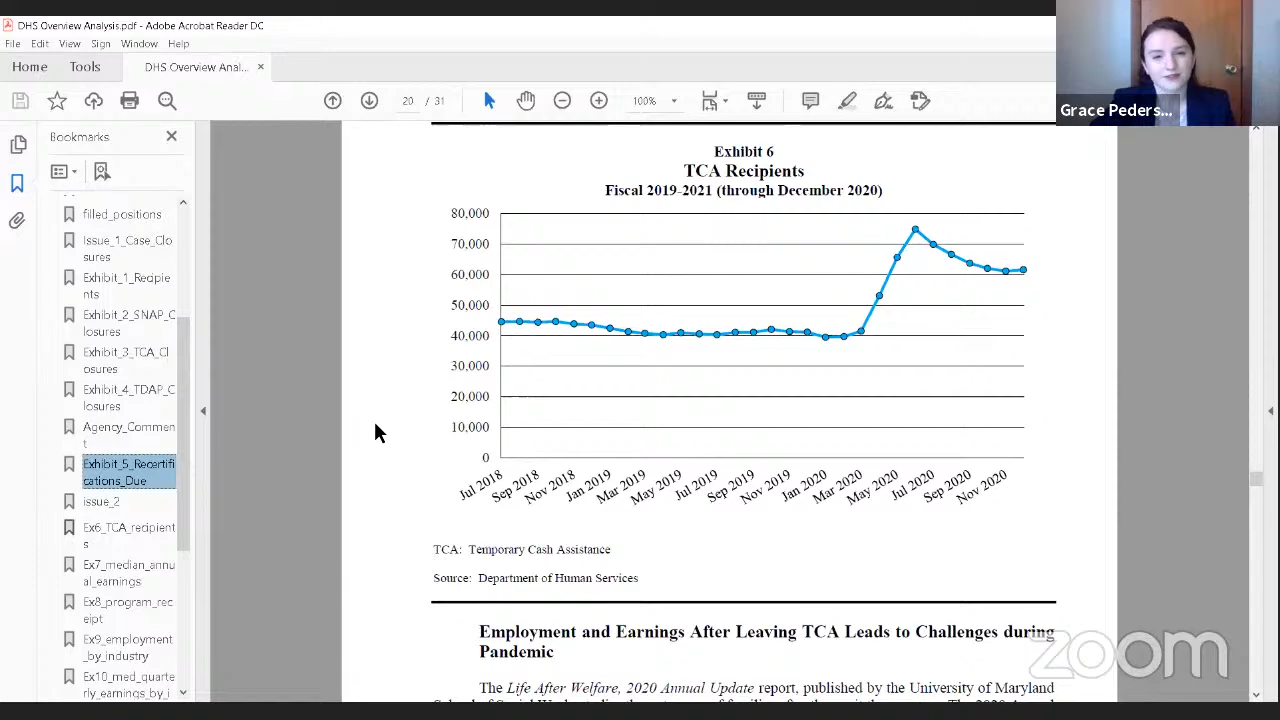 DHS Overview Analysis.pdf - Adobe Acrobat Reader DC
File Edit View Sign Window Help
Home Tools DHS Overview Anal... ×
20 / 31 100%
Grace Peders...
Bookmarks
filled_positions
Issue_1_Case_Clo
sures
Exhibit_1_Recipie
nts
Exhibit_2_SNAP_C
losures
Exhibit_3_TCA_Cl
osures
Exhibit_4_TDAP_C
losures
Agency_Commen
t
Exhibit_5_Recertifi
cations_Due
issue_2
Ex6_TCA_recipient
s
Ex7_median_annu
al_earnings
Ex8_program_rec
eipt
Ex9_employment
_by_industry
Ex10_med_quarte
rly_earnings_by_i
Exhibit 6
TCA Recipients
Fiscal 2019-2021 (through December 2020)
80,000
70,000
60,000
50,000
40,000
30,000
20,000
10,000
0
Jul 2018
Sep 2018
Nov 2018
Jan 2019
Mar 2019
May 2019
Jul 2019
Sep 2019
Nov 2019
Jan 2020
Mar 2020
May 2020
Jul 2020
Sep 2020
Nov 2020
TCA: Temporary Cash Assistance
Source: Department of Human Services
Employment and Earnings After Leaving TCA Leads to Challenges during
Pandemic
The Life After Welfare, 2020 Annual Update report, published by the University of Maryland
zoom